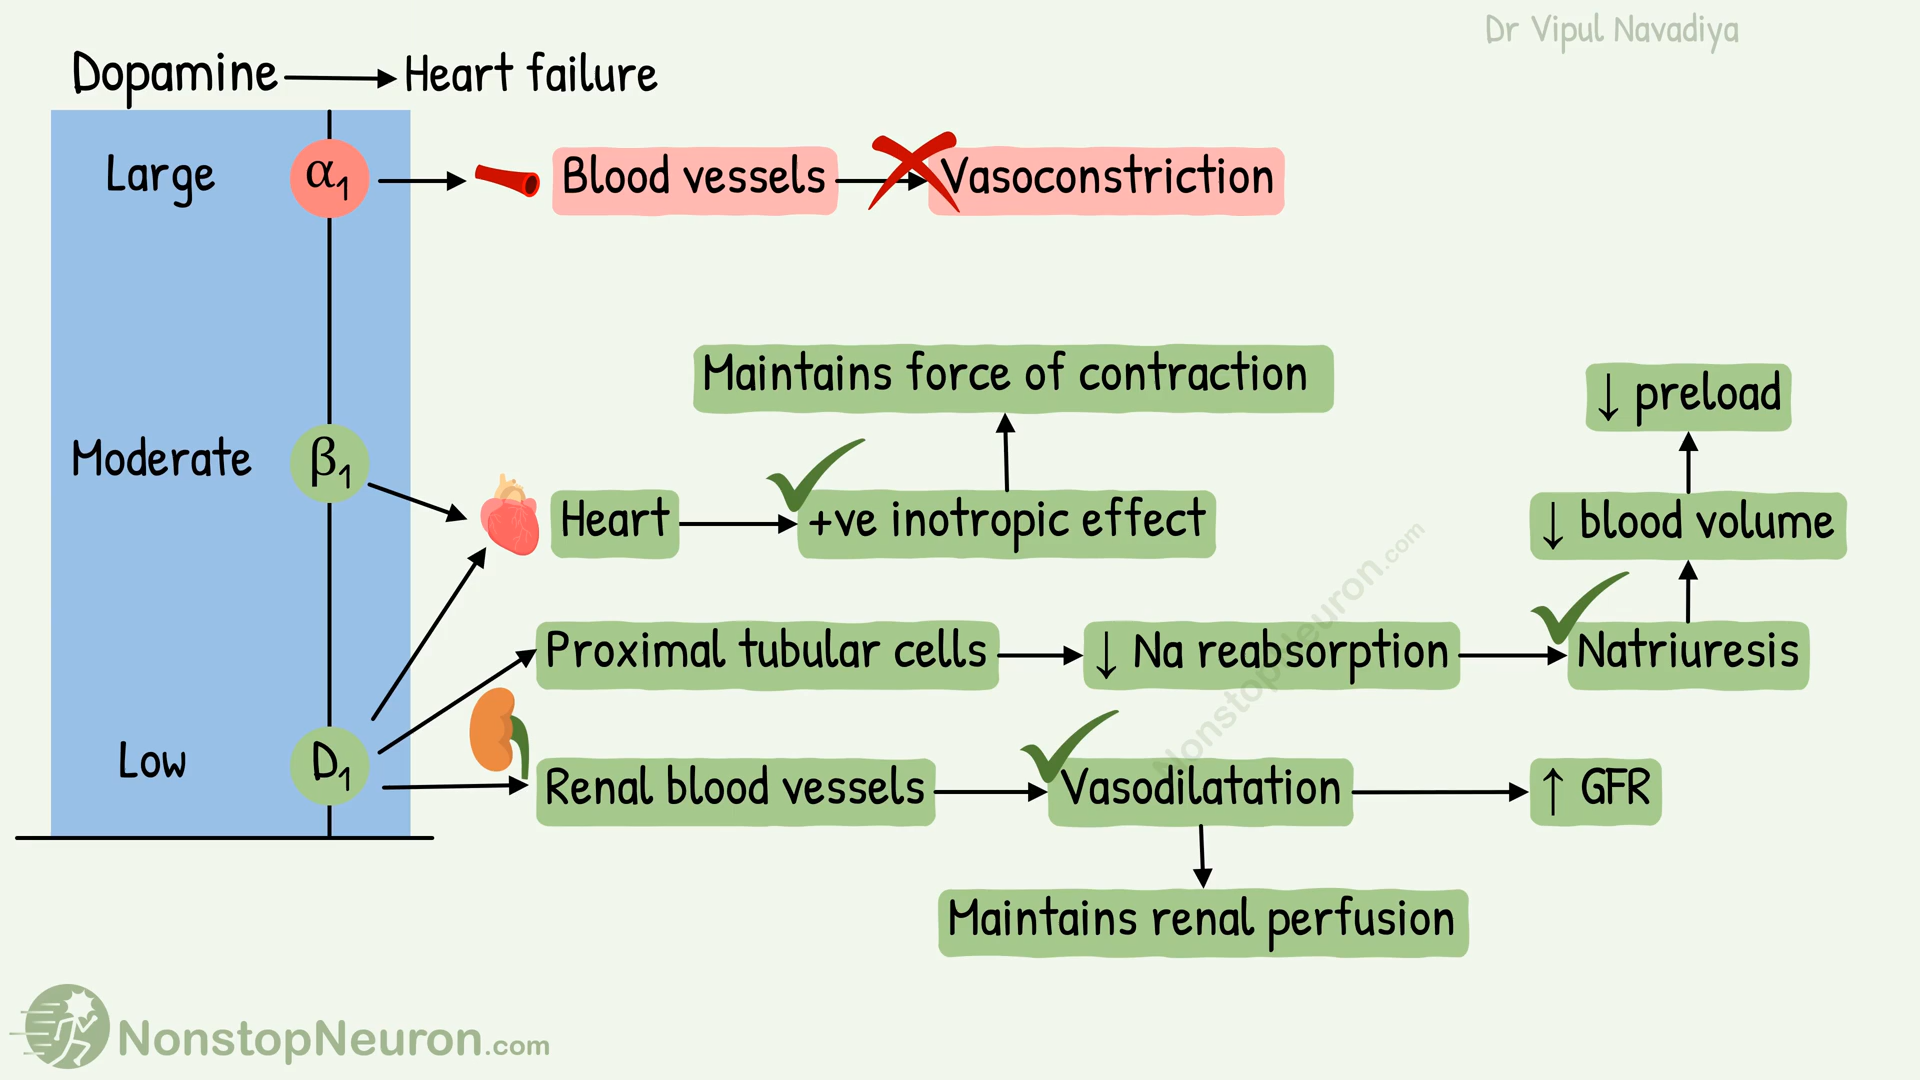 Dr Vipul Navadiya
Dopamine → Heart failure
Large α1 → Blood vessels → Vasoconstriction
Maintains force of contraction
↓ preload
Moderate β1
Heart → +ve inotropic effect
↓ blood volume
Proximal tubular cells → ↓ Na reabsorption → Natriuresis
Low D1
Renal blood vessels → Vasodilatation → ↑ GFR
Maintains renal perfusion
NonstopNeuron.com
NonstopNeuron.com